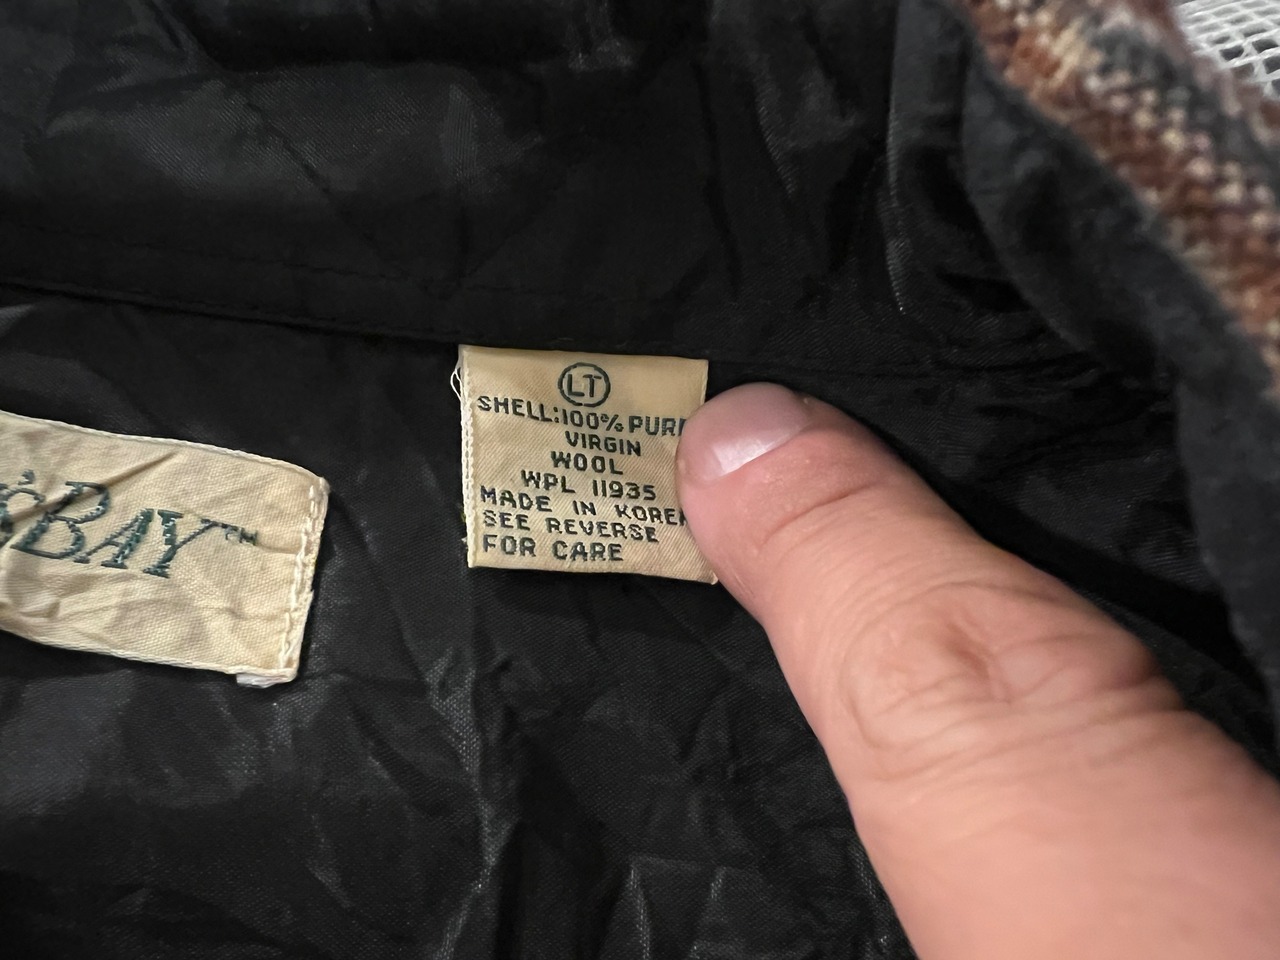 BAY™
LT
SHELL:100% PURE
VIRGIN
WOOL
WPL 11935
MADE IN KOREA
SEE REVERSE
FOR CARE